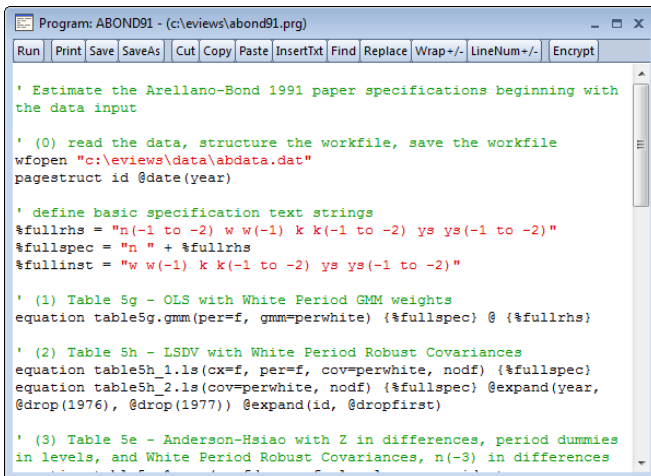 Program: ABOND91 - (c:\eviews\abond91.prg)
Run Print Save SaveAs Cut Copy Paste InsertTxt Find Replace Wrap+/- LineNum+/- Encrypt
' Estimate the Arellano-Bond 1991 paper specifications beginning with
the data input
' (0) read the data, structure the workfile, save the workfile
wfopen "c:\eviews\data\abdata.dat"
pagestruct id @date(year)
' define basic specification text strings
%fullrhs = "n(-1 to -2) w w(-1) k k(-1 to -2) ys ys(-1 to -2)"
%fullspec = "n " + %fullrhs
%fullinst = "w w(-1) k k(-1 to -2) ys ys(-1 to -2)"
' (1) Table 5g - OLS with White Period GMM weights
equation table5g.gmm(per=f, gmm=perwhite) {%fullspec} @ {%fullrhs}
' (2) Table 5h - LSDV with White Period Robust Covariances
equation table5h_1.ls(cx=f, per=f, cov=perwhite, nodf) {%fullspec}
equation table5h_2.ls(cov=perwhite, nodf) {%fullspec} @expand(year,
@drop(1976), @drop(1977)) @expand(id, @dropfirst)
' (3) Table 5e - Anderson-Hsiao with Z in differences, period dummies
in levels, and White Period Robust Covariances, n(-3) in differences